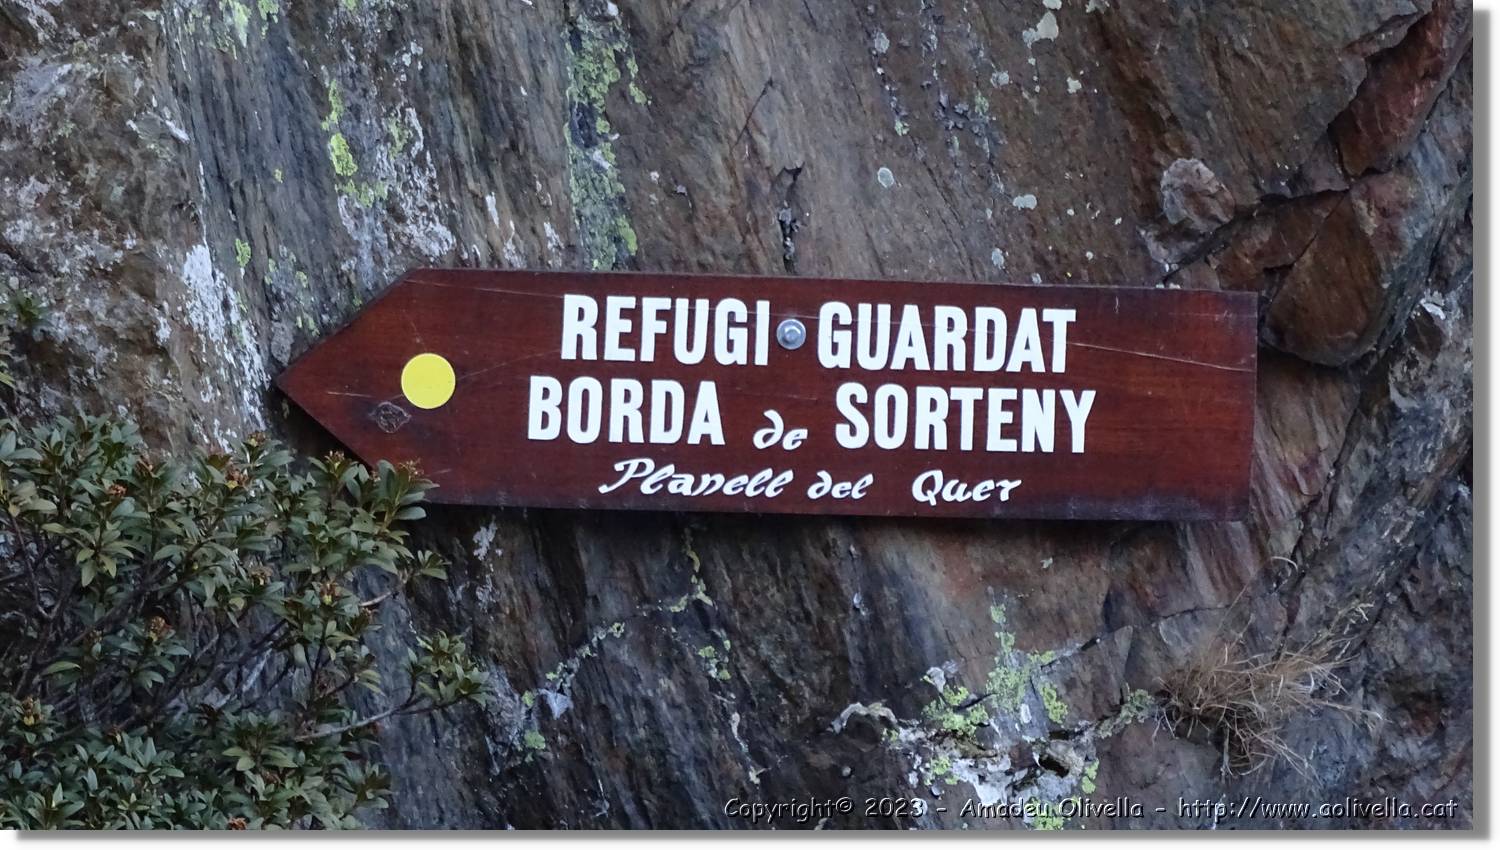 REFUGI GUARDAT
BORDA de SORTENY
Planell del Quer
Copyright© 2023 - Amadeu Olivella - http://www.aolivella.cat